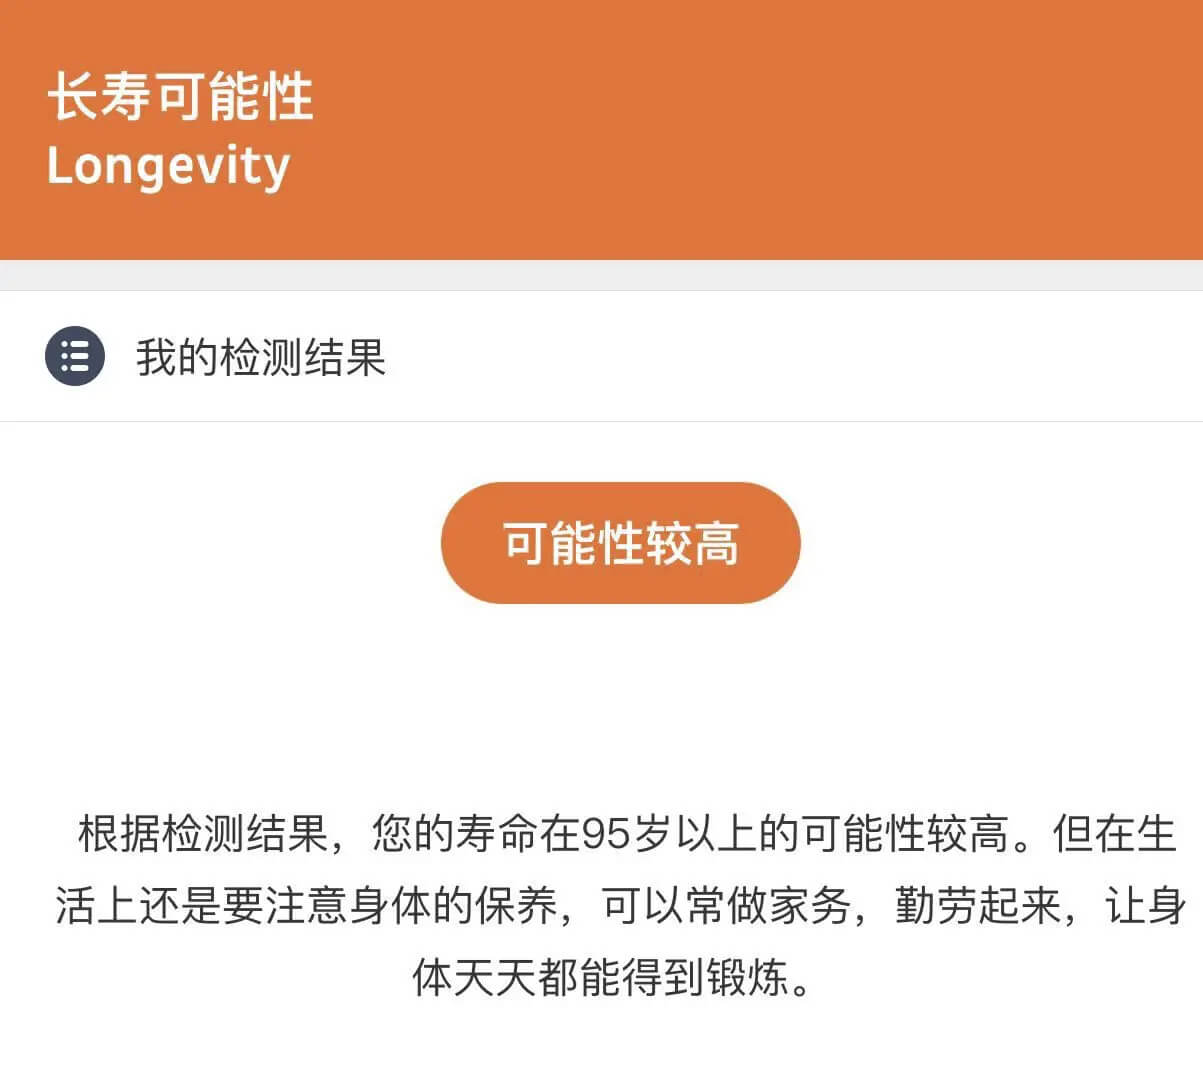 长寿可能性
Longevity
我的检测结果
可能性较高
根据检测结果，您的寿命在95岁以上的可能性较高。但在生
活上还是要注意身体的保养，可以常做家务，勤劳起来，让身
体天天都能得到锻炼。